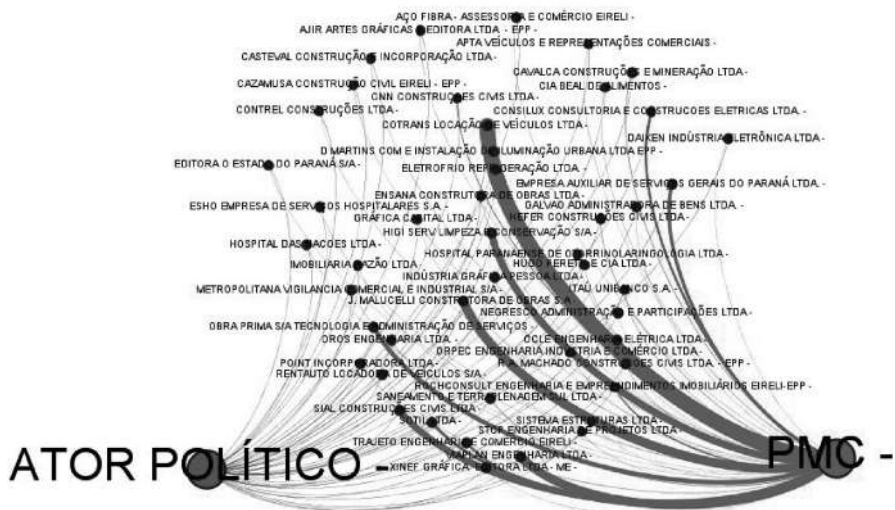 AÇO FIBRA - ASSESSORIA E COMÉRCIO EIRELI -
AJIR ARTES GRÁFICAS E EDITORA LTDA - EPP -
APTA VEÍCULOS E REPRESENTAÇÕES COMERCIAIS -
CASTEVAL CONSTRUÇÃO E INCORPORAÇÃO LTDA-
CAVALCA CONSTRUÇÕES E MINERAÇÃO LTDA-
CAZAMUSA CONSTRUÇÃO CIVIL EIRELI - EPP -
CIA BEAL DE ALIMENTOS -
CNN CONSTRUÇÕES CIVIS LTDA-
CONTREL CONSTRUÇÕES LTDA-
CONSILUX CONSULTORIA E CONSTRUCOES ELETRICAS LTDA. -
COTRANS LOCAÇÃO DE VEÍCULOS LTDA-
DAIKEN INDÚSTRIA ELETRÔNICA LTDA-
D MARTINS COM E INSTALAÇÃO DE ILUMINAÇÃO URBANA LTDA EPP -
EDITORA O ESTADO DO PARANÁ S/A-
ELETROFRIO REFRIGERAÇÃO LTDA. -
EMPRESA AUXILIAR DE SERVIÇOS GERAIS DO PARANÁ LTDA. -
ENSANA CONSTRUTORA DE OBRAS LTDA-
ESHO EMPRESA DE SERVIÇOS HOSPITALARES S.A. -
GALVAO ADMINISTRADORA DE BENS LTDA. -
GRÁFICA CAPITAL LTDA-
HEFER CONSTRUÇÕES CIVIS LTDA-
HIGI SERV LIMPEZA E CONSERVAÇÃO S/A-
HOSPITAL DAS NACOES LTDA-
HOSPITAL PARANAENSE DE OTORRINOLARINGOLOGIA LTDA-
HUGO PERETI E CIA LTDA-
IMOBILIARIA RAZÃO LTDA-
INDÚSTRIA GRÁFICA PESSOA LTDA-
METROPOLITANA VIGILANCIA COMERCIAL E INDUSTRIAL S/A-
ITAÚ UNIBANCO S.A. -
J. MALUCELLI CONSTRUTORA DE OBRAS S.A
NEGRESCO ADMINISTRAÇÃO E PARTICIPAÇÕES LTDA-
OBRA PRIMA S/A TECNOLOGIA E ADMINISTRAÇÃO DE SERVIÇOS -
OROS ENGENHARIA LTDA-
ENGENHARIA ELÉTRICA LTDA-
ORPEC ENGENHARIA INDUSTRIA E COMÉRCIO LTDA-
POINT INCORPORADORA LTDA-
R. A. MACHADO CONSTRUÇÕES CIVIS LTDA. - EPP -
RENTAUTO LOCADORA DE VEÍCULOS S/A-
ROCHCONSULT ENGENHARIA E EMPREENDIMENTOS IMOBILIÁRIOS EIRELI-EPP -
SANEAMENTO E TERRAPLENAGEM SUL LTDA-
SIAL CONSTRUÇÕES CIVIS LTDA-
LTDA-
SISTEMA ESTRUTURAS LTDA-
ENGENHARIA DE PROJETOS LTDA-
TRAJETO ENGENHARIA E COMERCIO EIRELI -
ENGENHARIA LTDA-
XINEF GRÁFICA EDITORA LTDA- ME -
ATOR POLÍTICO -
PMC -